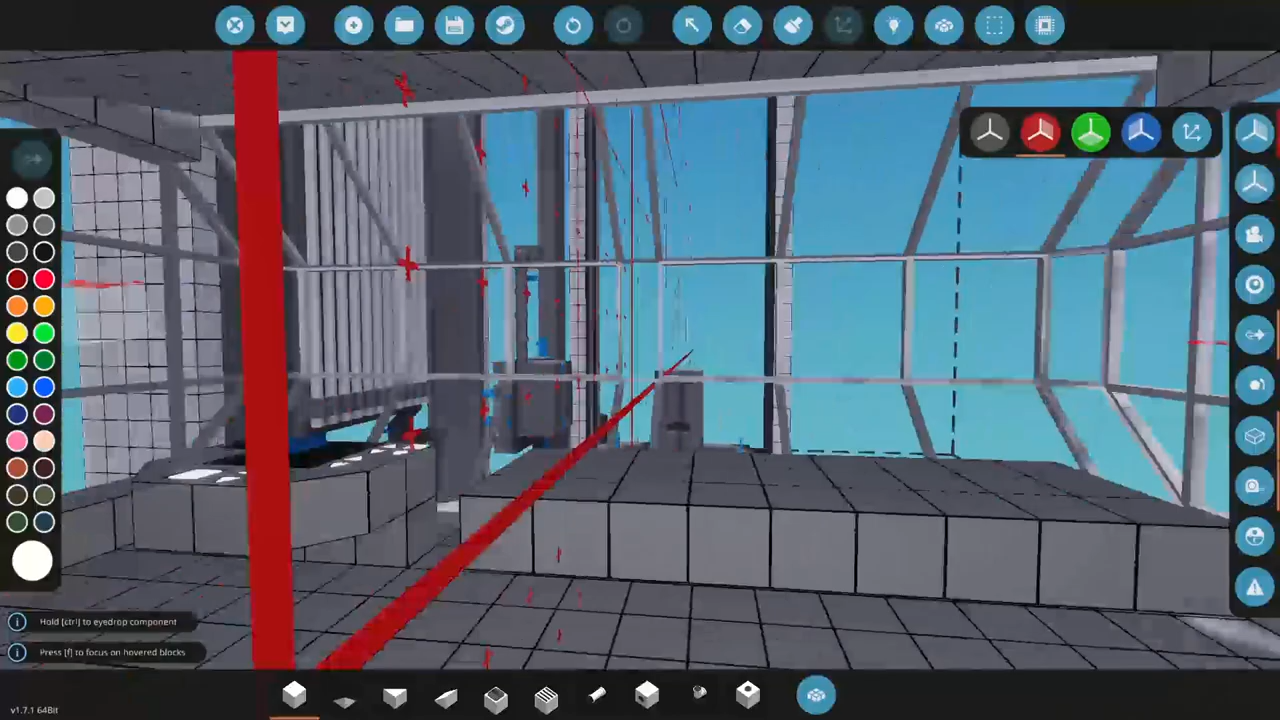 Hold [ctrl] to eyedrop component
Press [f] to focus on hovered blocks
v1.7.1 64Bit